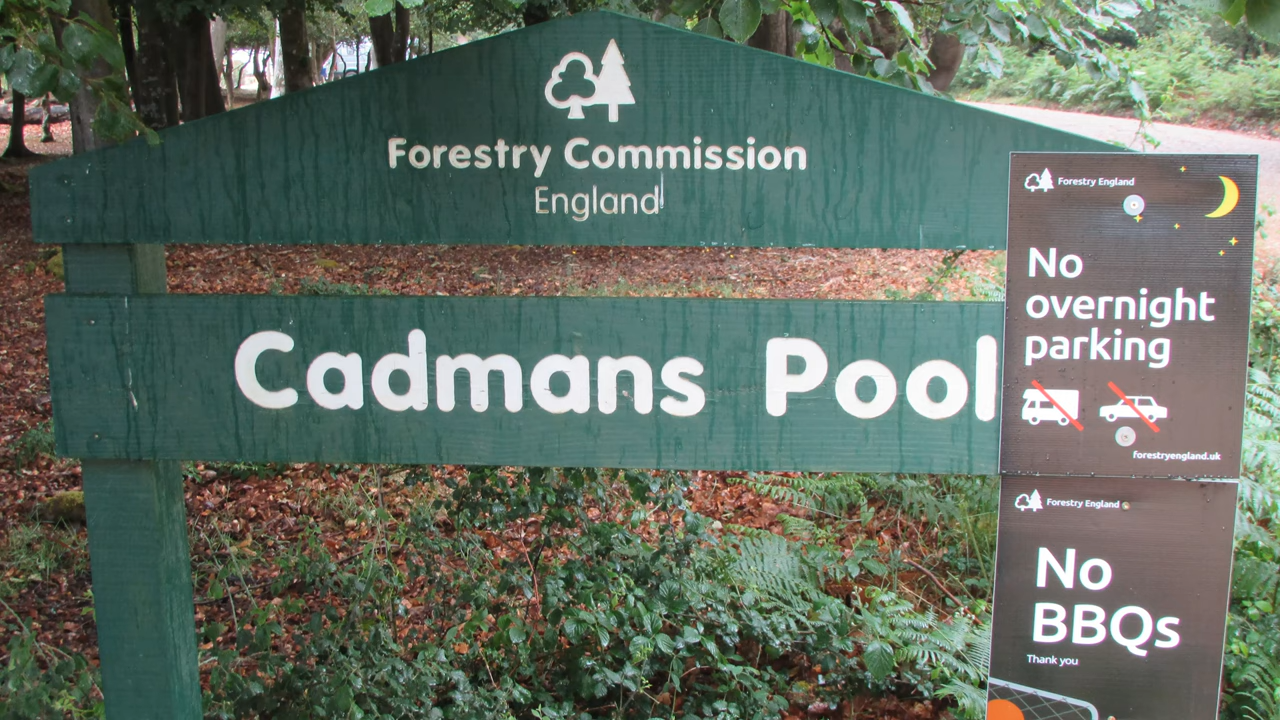 Forestry Commission
England
Cadmans Pool
Forestry England
No
overnight
parking
forestryengland.uk
Forestry England
No
BBQs
Thank you